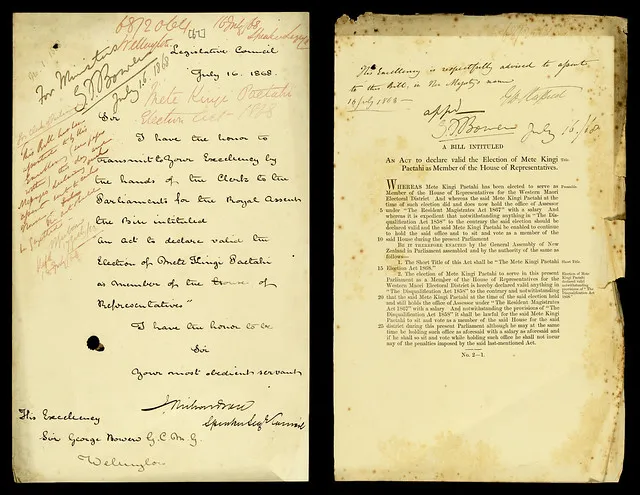 68/2064
Wellington
16 July 68
For Minister
G F Bowen
July 16. 1868
Legislative Council
July 16. 1868.
Mete Kingi Paetahi
Election Act 1868
Sir
I have the honor to
transmit to Your Excellency by
the hands of the Clerk to the
Parliaments for the Royal Assent
the Bill intituled
An Act to declare valid the
Election of Mete Kingi Paetahi
as member of the House of
Representatives"
I have the honor to be
Sir
Your most obedient servant
J Richardson
Speaker Leg: Council
His Excellency
Sir George Bowen G.C.M.G.
Wellington
His Excellency is respectfully advised to assent
to this Bill, in Her Majesty's name
16 July 1868 —
appd
G F Bowen July 16/68
A BILL INTITULED
An Act to declare valid the Election of Mete Kingi Title.
Paetahi as Member of the House of Representatives.
WHEREAS Mete Kingi Paetahi has been elected to serve as Preamble.
Member of the House of Representatives for the Western Maori
Electoral District And whereas the said Mete Kingi Paetahi at the
time of such election did and does now hold the office of Assessor
5 under "The Resident Magistrates Act 1867" with a salary And
whereas it is expedient that notwithstanding anything in "The Dis-
qualification Act 1858" to the contrary the said election should be
declared valid and the said Mete Kingi Paetahi be enabled to continue
to hold the said office and to sit and vote as a member of the
10 said House during the present Parliament
BE IT THEREFORE ENACTED by the General Assembly of New
Zealand in Parliament assembled and by the authority of the same as
follows—
1. The Short Title of this Act shall be "The Mete Kingi Paetahi Short Title.
15 Election Act 1868."
2. The election of Mete Kingi Paetahi to serve in this present Election of Mete
Parliament as a Member of the House of Representatives for the Kingi Paetahi
Western Maori Electoral District is hereby declared valid anything in declared valid
"The Disqualification Act 1858" to the contrary notwithstanding notwithstanding
20 that the said Mete Kingi Paetahi at the time of the said election held provisions of "The
and still holds the office of Assessor under "The Resident Magistrates Disqualification Act
Act 1867" with a salary And notwithstanding the provisions of "The 1858"
Disqualification Act 1858" it shall be lawful for the said Mete Kingi
Paetahi to sit and vote as a member of the said House for the said
25 district during this present Parliament although he may at the same
time be holding such office as aforesaid with a salary as aforesaid and
if he shall so sit and vote while holding such office he shall not incur
any of the penalties imposed by the said last-mentioned Act.
No. 2—1.